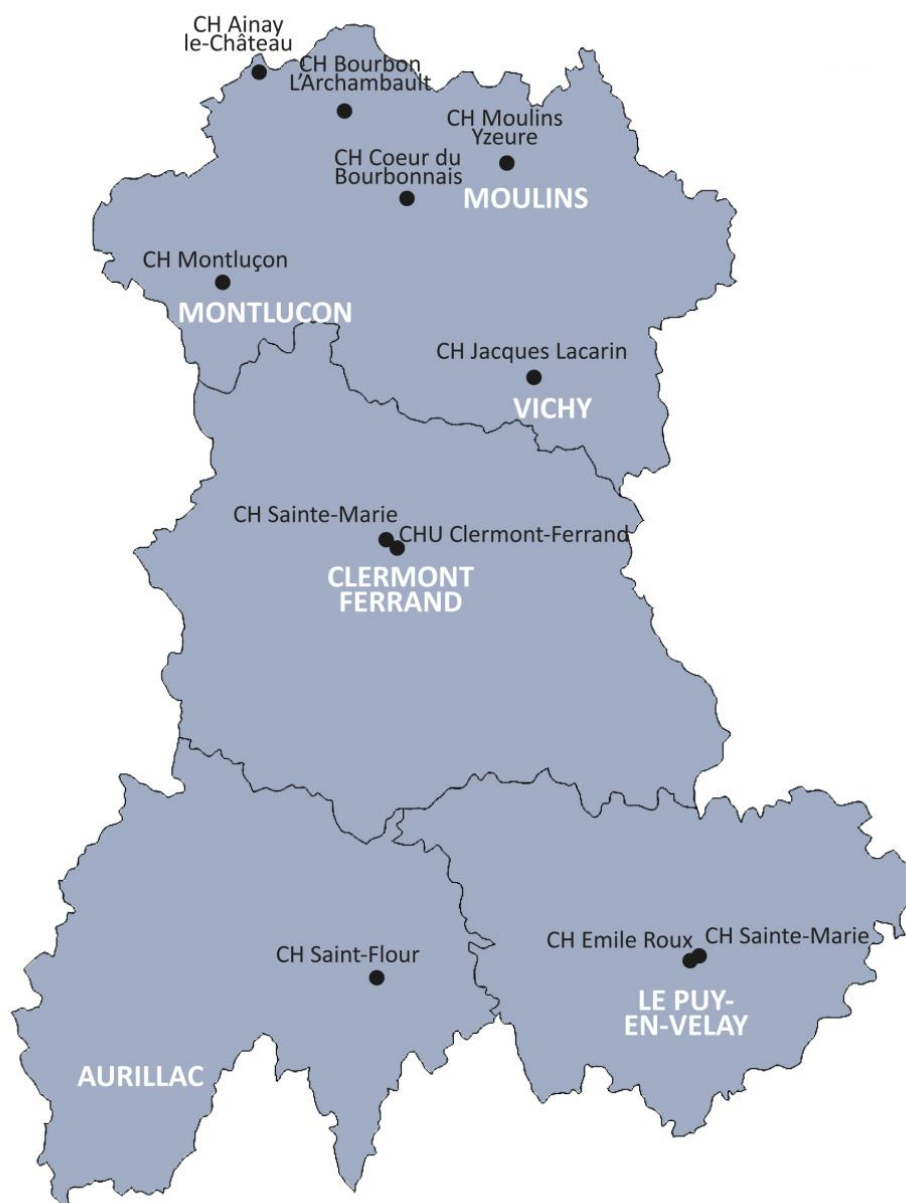 CH Ainay
le-Château
CH Bourbon
L'Archambault
CH Moulins
Yzeure
CH Coeur du
Bourbonnais
MOULINS
CH Montluçon
MONTLUCON
CH Jacques Lacarin
VICHY
CH Sainte-Marie
CHU Clermont-Ferrand
CLERMONT
FERRAND
CH Saint-Flour
CH Emile Roux
CH Sainte-Marie
LE PUY-
EN-VELAY
AURILLAC